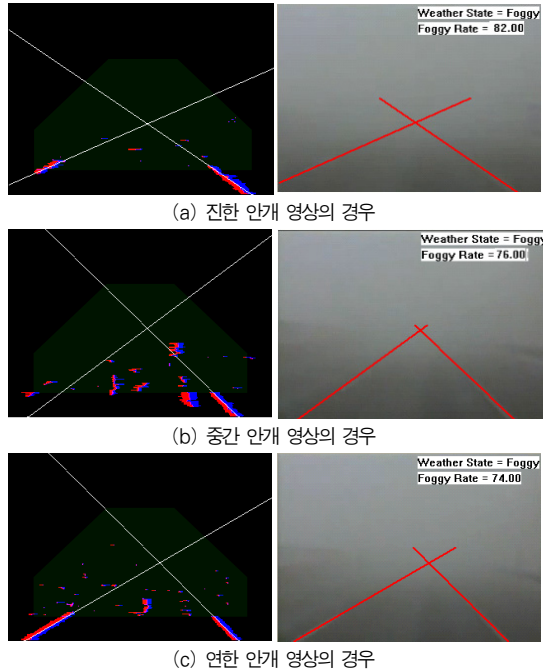 Weather State = Foggy
Foggy Rate = 82.00
(a) 진한 안개 영상의 경우
Weather State = Foggy
Foggy Rate = 76.00
(b) 중간 안개 영상의 경우
Weather State = Foggy
Foggy Rate = 74.00
(c) 연한 안개 영상의 경우